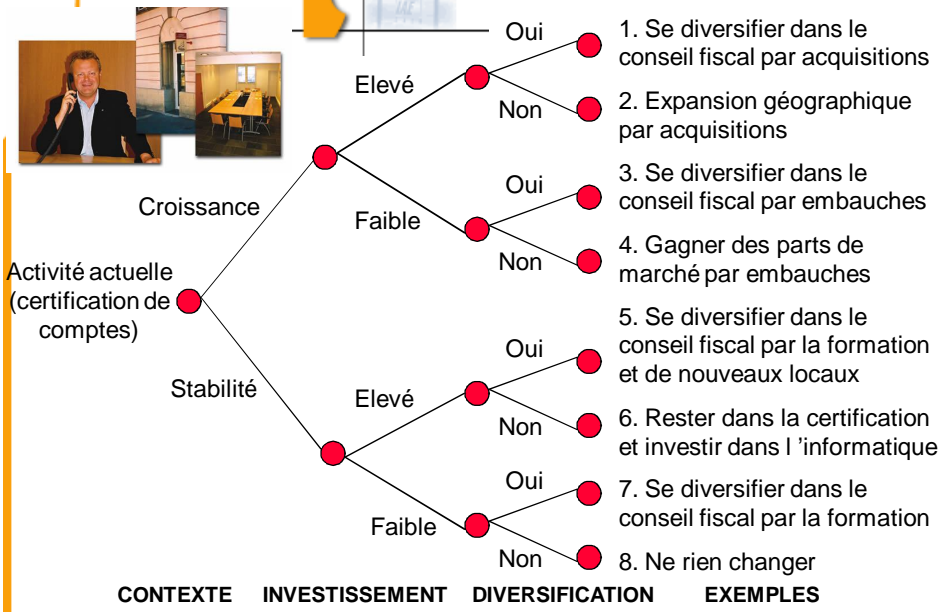 Oui
1. Se diversifier dans le
conseil fiscal par acquisitions
Elevé
Non
2. Expansion géographique
par acquisitions
Croissance
Oui
3. Se diversifier dans le
conseil fiscal par embauches
Faible
Non
4. Gagner des parts de
marché par embauches
Activité actuelle
(certification de
comptes)
Stabilité
Oui
5. Se diversifier dans le
conseil fiscal par la formation
et de nouveaux locaux
Elevé
Non
6. Rester dans la certification
et investir dans l ’informatique
Oui
7. Se diversifier dans le
conseil fiscal par la formation
Faible
Non
8. Ne rien changer
CONTEXTE INVESTISSEMENT DIVERSIFICATION EXEMPLES